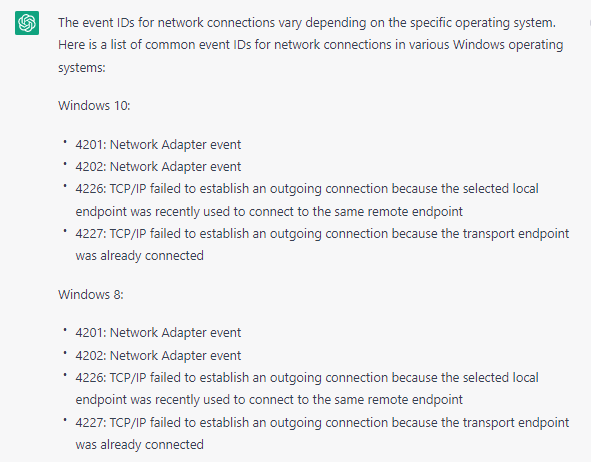 The event IDs for network connections vary depending on the specific operating system.
Here is a list of common event IDs for network connections in various Windows operating
systems:
Windows 10:
• 4201: Network Adapter event
• 4202: Network Adapter event
• 4226: TCP/IP failed to establish an outgoing connection because the selected local
endpoint was recently used to connect to the same remote endpoint
• 4227: TCP/IP failed to establish an outgoing connection because the transport endpoint
was already connected
Windows 8:
• 4201: Network Adapter event
• 4202: Network Adapter event
• 4226: TCP/IP failed to establish an outgoing connection because the selected local
endpoint was recently used to connect to the same remote endpoint
• 4227: TCP/IP failed to establish an outgoing connection because the transport endpoint
was already connected